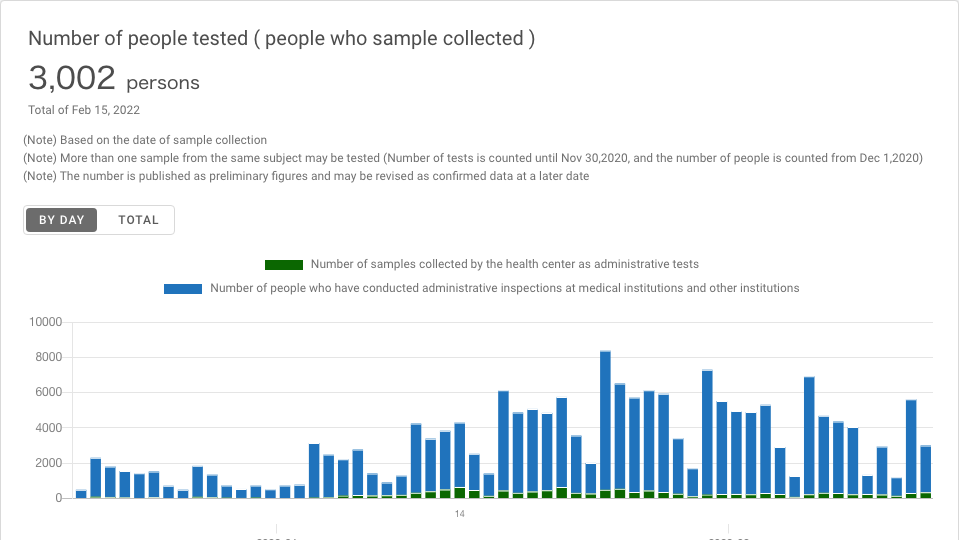 Number of people tested ( people who sample collected )
3,002 persons
Total of Feb 15, 2022
(Note) Based on the date of sample collection
(Note) More than one sample from the same subject may be tested (Number of tests is counted until Nov 30,2020, and the number of people is counted from Dec 1,2020)
(Note) The number is published as preliminary figures and may be revised as confirmed data at a later date
BY DAY TOTAL
Number of samples collected by the health center as administrative tests
Number of people who have conducted administrative inspections at medical institutions and other institutions
10000
8000
6000
4000
2000
0
14